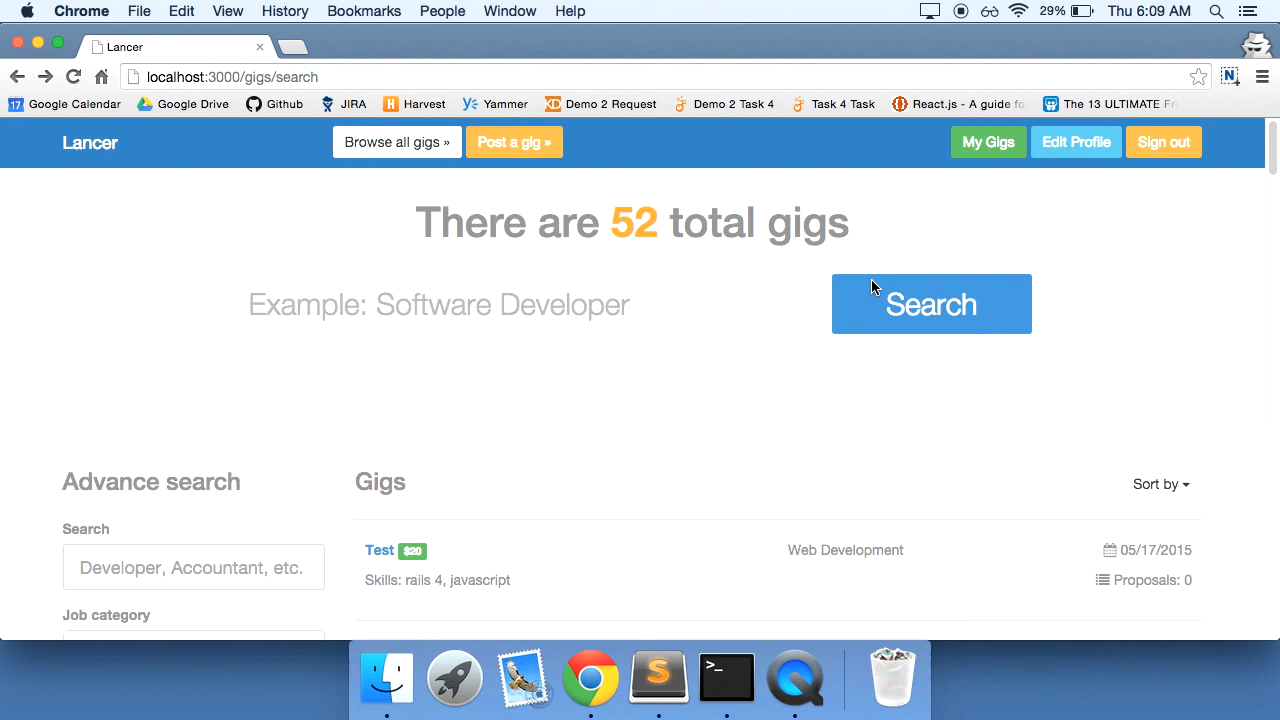 Chrome File Edit View History Bookmarks People Window Help 29% Thu 6:09 AM
Lancer
localhost:3000/gigs/search
17 Google Calendar Google Drive Github JIRA H Harvest Yammer KD Demo 2 Request Demo 2 Task 4 Task 4 Task React.js - A guide fo The 13 ULTIMATE Fr
Lancer Browse all gigs » Post a gig » My Gigs Edit Profile Sign out
There are 52 total gigs
Example: Software Developer Search
Advance search Gigs Sort by
Search
Test $20 Web Development 05/17/2015
Developer, Accountant, etc.
Skills: rails 4, javascript Proposals: 0
Job category